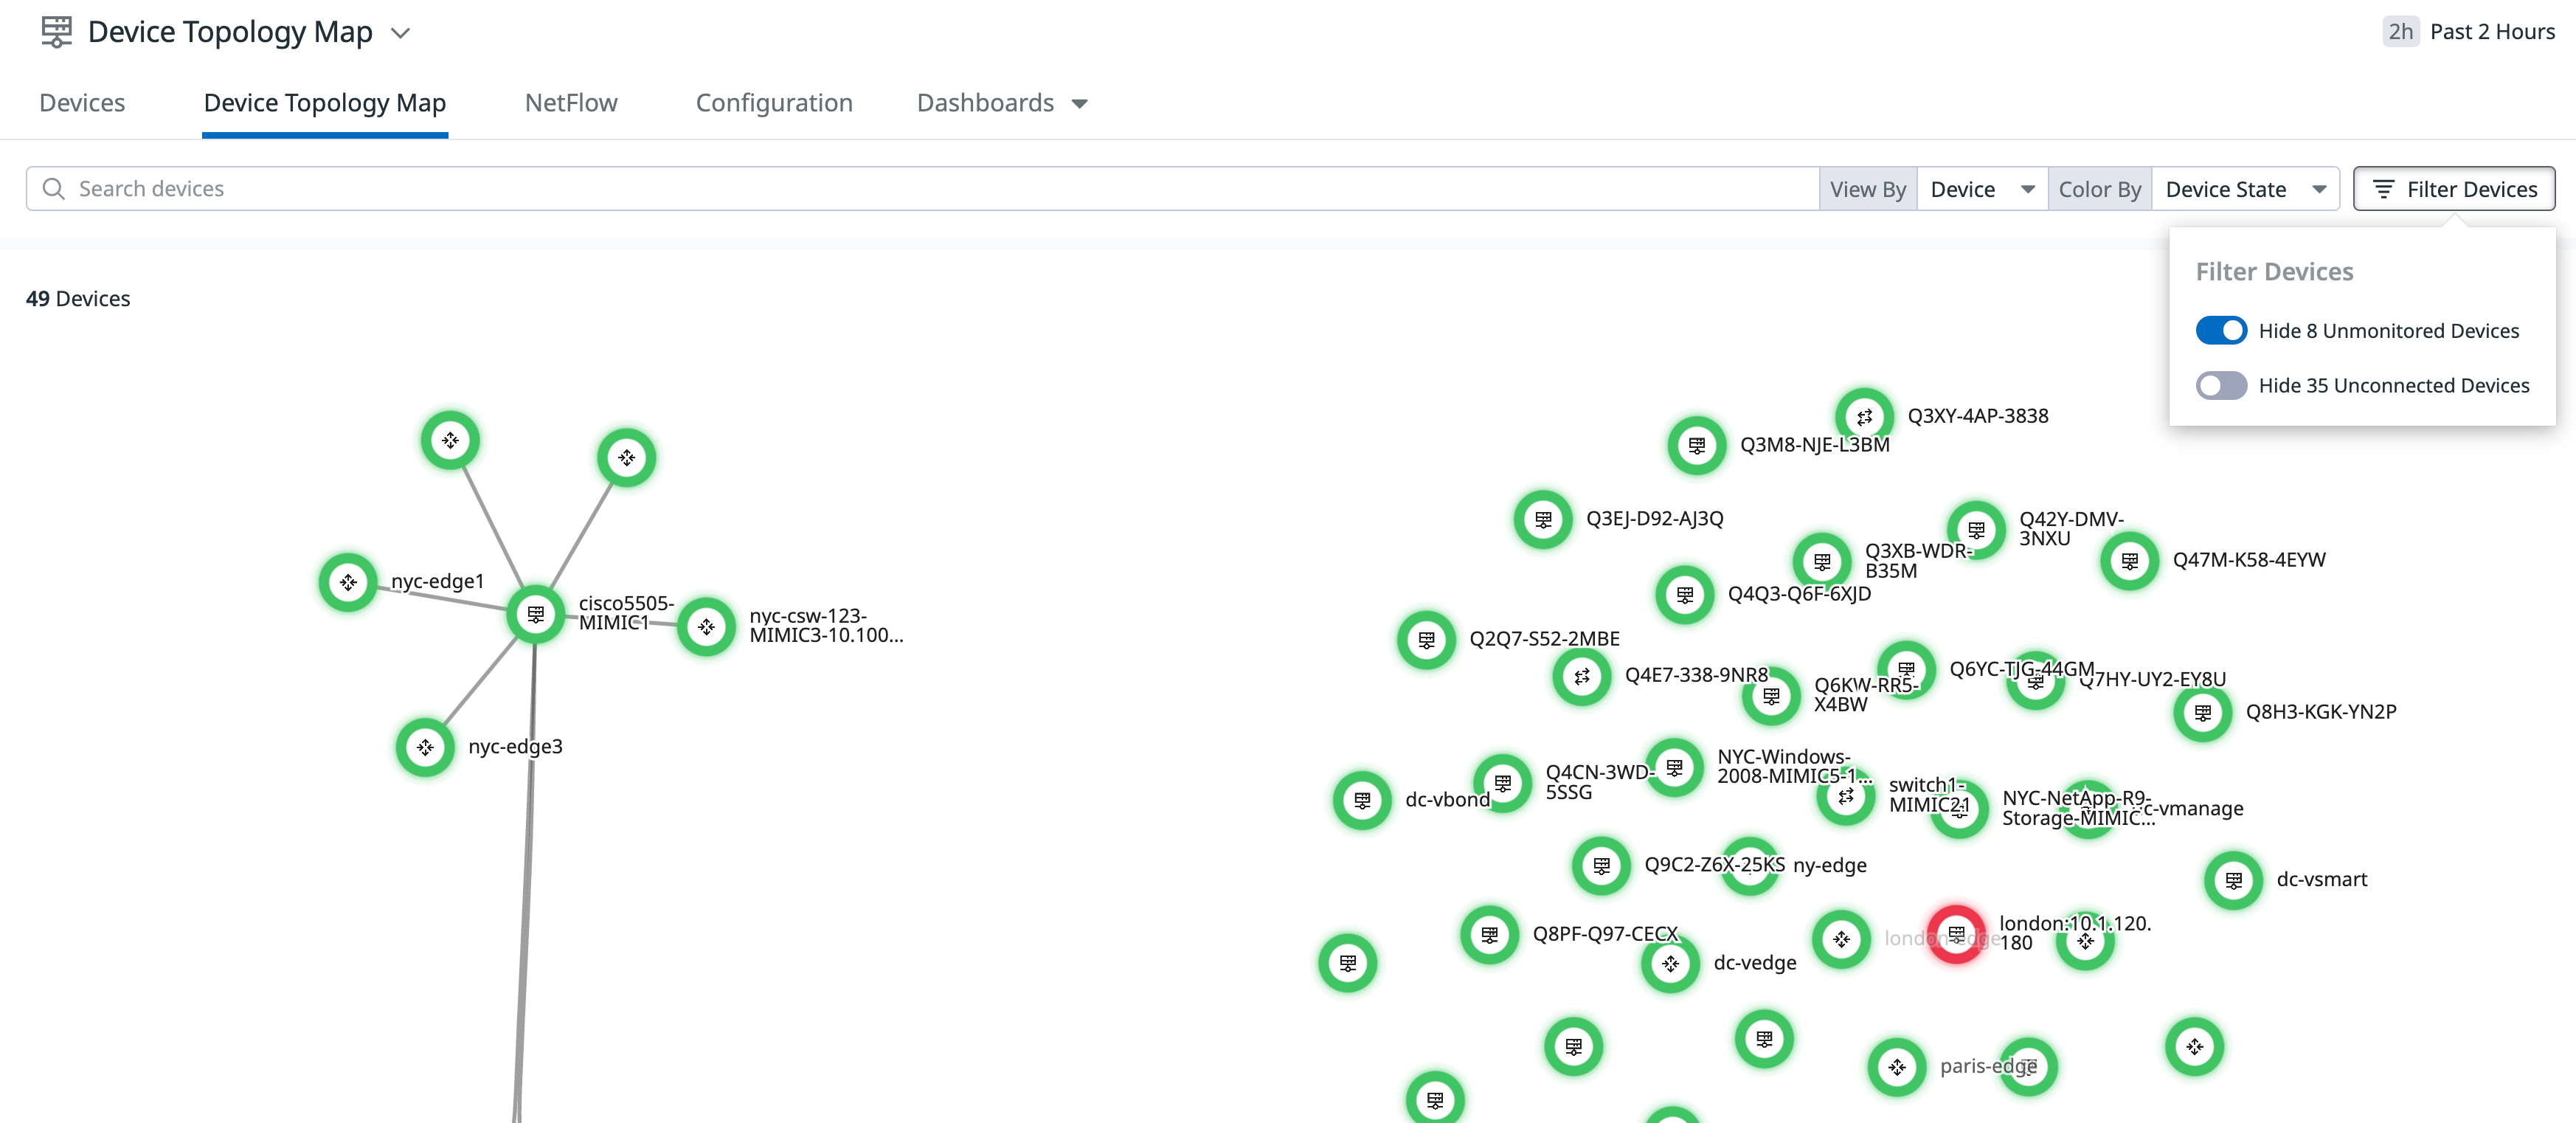 Device Topology Map
2h Past 2 Hours
Devices
Device Topology Map
NetFlow
Configuration
Dashboards
Search devices
View By
Device
Color By
Device State
Filter Devices
Filter Devices
Hide 8 Unmonitored Devices
Hide 35 Unconnected Devices
49 Devices
nyc-edge1
cisco5505-
MIMIC1
nyc-csw-123-
MIMIC3-10.100...
nyc-edge3
Q3XY-4AP-3838
Q3M8-NJE-L3BM
Q3EJ-D92-AJ3Q
Q42Y-DMV-
3NXU
Q3XB-WDR-
B35M
Q47M-K58-4EYW
Q4Q3-Q6F-6XJD
Q2Q7-S52-2MBE
Q4E7-338-9NR8
Q6KW-RR5-
X4BW
Q6YC-TJG-44GM
Q7HY-UY2-EY8U
Q8H3-KGK-YN2P
dc-vbond
Q4CN-3WD-
5SSG
NYC-Windows-
2008-MIMIC5-1...
switch1-
MIMIC21
NYC-NetApp-R9-
Storage-MIMIC...
c-vmanage
Q9C2-Z6X-25KS
ny-edge
dc-vsmart
Q8PF-Q97-CECX
dc-vedge
london-edge
london:10.1.120.
180
paris-edge